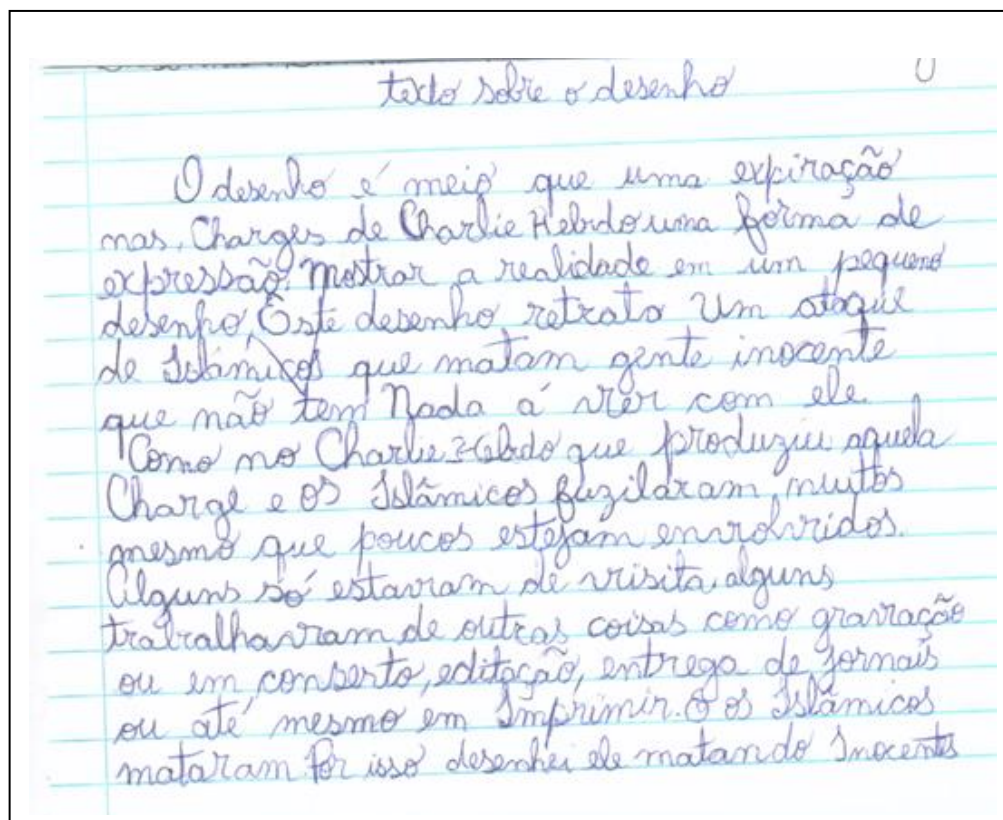 texto sobre o desenho
O desenho é meio que uma expiração
nas, Charges de Charlie Hebdo uma forma de
expressão. Mostrar a realidade em um pequeno
desenho, Este desenho retrata um ataque
de Islâmicos que matam gente inocente
que não tem Nada á ver com ele.
Como no Charlie Hebdo que produziu aquela
Charge e os Islâmicos fuzilaram, muitos
mesmo que poucos estejam envolvidos.
Alguns só estavam de visita, alguns
trabalhavam de outras coisas como gravação
ou em conserto, editação, entrega de jornais
ou até mesmo em Imprimir. E os Islâmicos
mataram Por isso desenhei ele matando Inocentes